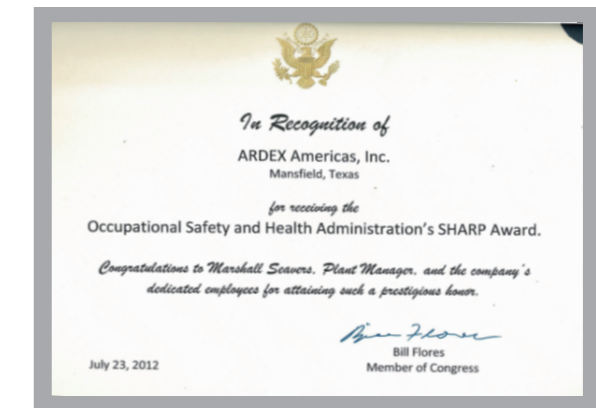 In Recognition of
ARDEX Americas, Inc.
Mansfield, Texas
for receiving the
Occupational Safety and Health Administration's SHARP Award.
Congratulations to Marshall Seavers, Plant Manager, and the company's
dedicated employees for attaining such a prestigious honor.
Bill Flores
Bill Flores
July 23, 2012
Member of Congress